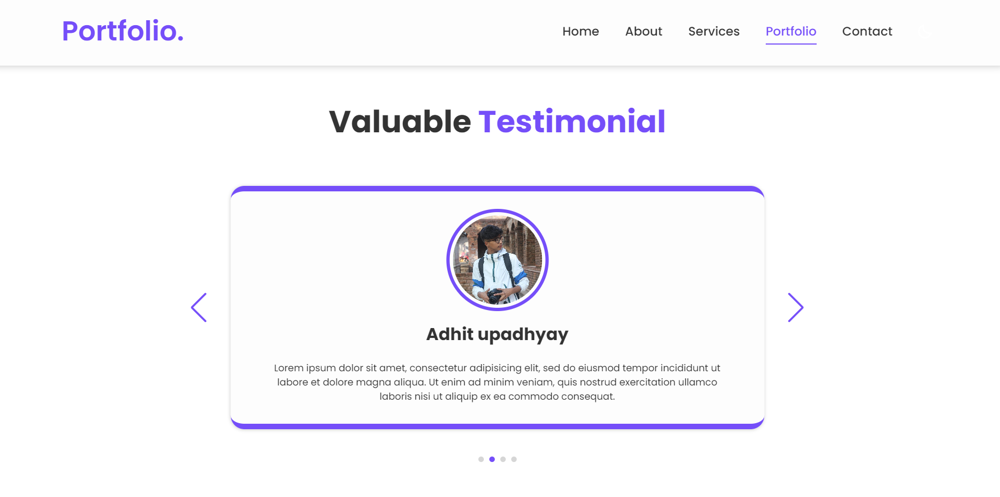 Portfolio.
Home About Services Portfolio Contact
Valuable Testimonial
Adhit upadhyay
Lorem ipsum dolor sit amet, consectetur adipisicing elit, sed do eiusmod tempor incididunt ut
labore et dolore magna aliqua. Ut enim ad minim veniam, quis nostrud exercitation ullamco
laboris nisi ut aliquip ex ea commodo consequat.